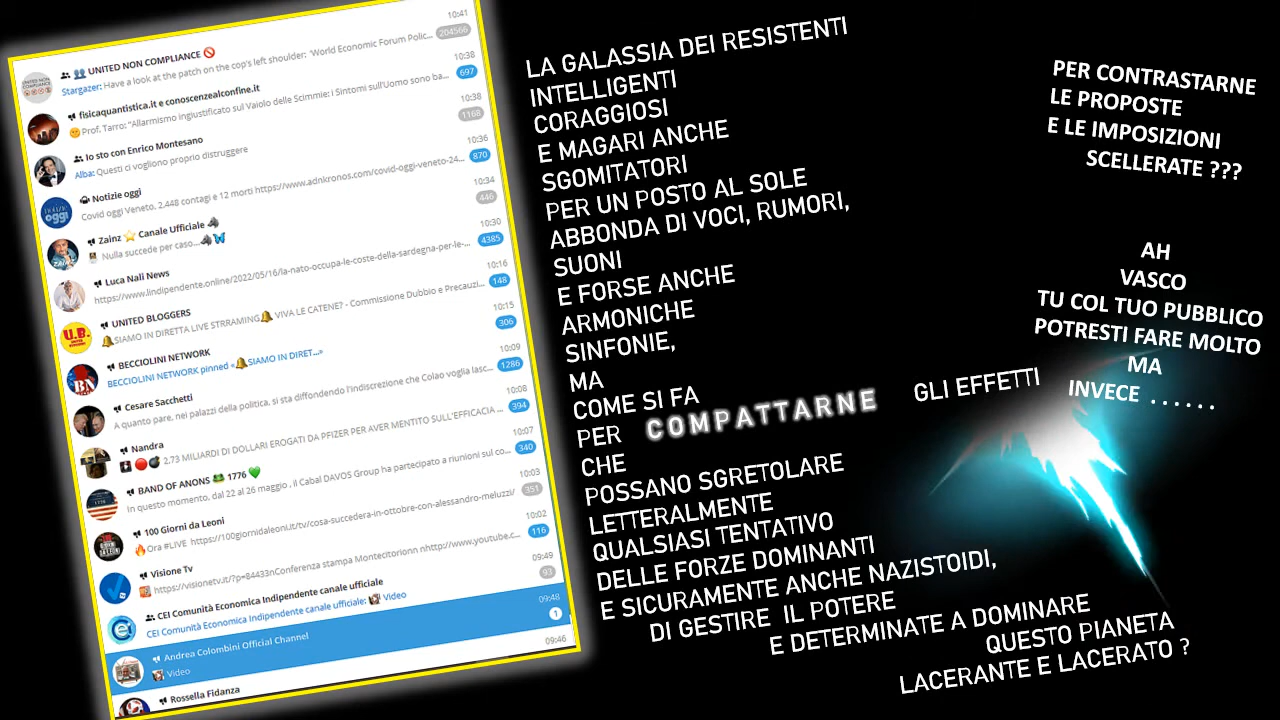 10:41
UNITED NON COMPLIANCE
Stargazer: Have a look at the patch on the cop's left shoulder: "World Economic Forum Polic...
204566
10:38
fisicaquantistica.it e conoscenzealconfine.it
Prof. Tarro: "Allarmismo ingiustificato sul Vaiolo delle Scimmie: i Sintomi sull'Uomo sono ba...
697
10:38
Io sto con Enrico Montesano
Alba: Questi ci vogliono proprio distruggere
1168
10:36
Notizie oggi
Covid oggi Veneto, 2.448 contagi e 12 morti https://www.adnkronos.com/covid-oggi-veneto-24...
870
10:34
Zainz ⭐ Canale Ufficiale
Nulla succede per caso...
446
10:30
Luca Nali News
https://www.lindipendente.online/2022/05/16/la-nato-occupa-le-coste-della-sardegna-per-le-...
4385
10:16
UNITED BLOGGERS
🔔SIAMO IN DIRETTA LIVE STRRAMING🔔 VIVA LE CATENE? - Commissione Dubbio e Precauzi...
148
10:15
BECCIOLINI NETWORK
BECCIOLINI NETWORK pinned «🔔SIAMO IN DIRET...»
306
10:09
Cesare Sacchetti
A quanto pare, nei palazzi della politica, si sta diffondendo l'indiscrezione che Colao voglia lasc...
1286
10:08
Nandra
2,73 MILIARDI DI DOLLARI EROGATI DA PFIZER PER AVER MENTITO SULL'EFFICACIA ...
394
10:07
BAND OF ANONS 🐸 1776 💚
In questo momento, dal 22 al 26 maggio , il Cabal DAVOS Group ha partecipato a riunioni sul co...
340
10:03
100 Giorni da Leoni
🔥Ora #LIVE https://100giornidaleoni.it/tv/cosa-succedera-in-ottobre-con-alessandro-meluzzi/
351
10:02
Visione Tv
https://visionetv.it/?p=84433nConferenza stampa Montecitorionn nhttp://www.youtube.c...
116
09:49
CEI Comunità Economica Indipendente canale ufficiale
CEI Comunità Economica Indipendente canale ufficiale: Video
93
09:48
Andrea Colombini Official Channel
Video
1
09:46
Rossella Fidanza
LA GALASSIA DEI RESISTENTI
INTELLIGENTI
CORAGGIOSI
E MAGARI ANCHE
SGOMITATORI
PER UN POSTO AL SOLE
ABBONDA DI VOCI, RUMORI,
SUONI
E FORSE ANCHE
ARMONICHE
SINFONIE,
MA
COME SI FA
PER COMPATTARNE GLI EFFETTI
CHE
POSSANO SGRETOLARE
LETTERALMENTE
QUALSIASI TENTATIVO
DELLE FORZE DOMINANTI
E SICURAMENTE ANCHE NAZISTOIDI,
DI GESTIRE IL POTERE
E DETERMINATE A DOMINARE
QUESTO PIANETA
LACERANTE E LACERATO ?
PER CONTRASTARNE
LE PROPOSTE
E LE IMPOSIZIONI
SCELLERATE ???
AH
VASCO
TU COL TUO PUBBLICO
POTRESTI FARE MOLTO
MA
INVECE ......